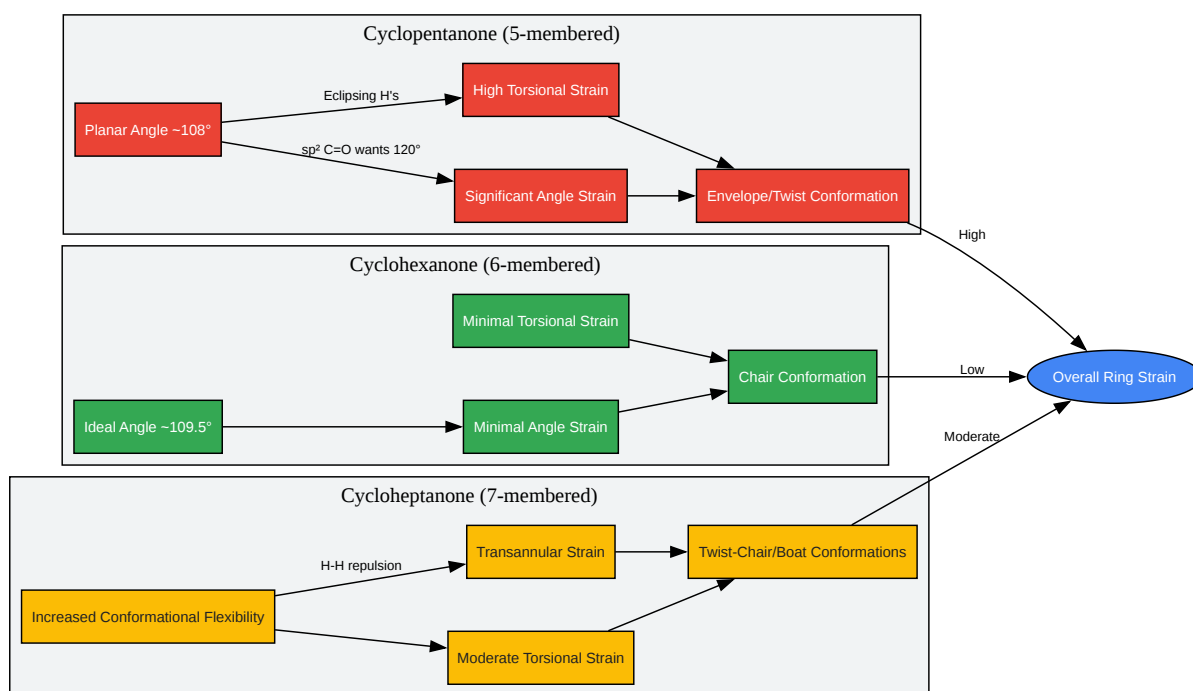 Cyclopentanone (5-membered)
Planar Angle ~108°
Eclipsing H's
High Torsional Strain
sp² C=O wants 120°
Significant Angle Strain
Envelope/Twist Conformation
High
Cyclohexanone (6-membered)
Minimal Torsional Strain
Ideal Angle ~109.5°
Minimal Angle Strain
Chair Conformation
Low
Overall Ring Strain
Moderate
Cycloheptanone (7-membered)
Increased Conformational Flexibility
H-H repulsion
Transannular Strain
Moderate Torsional Strain
Twist-Chair/Boat Conformations